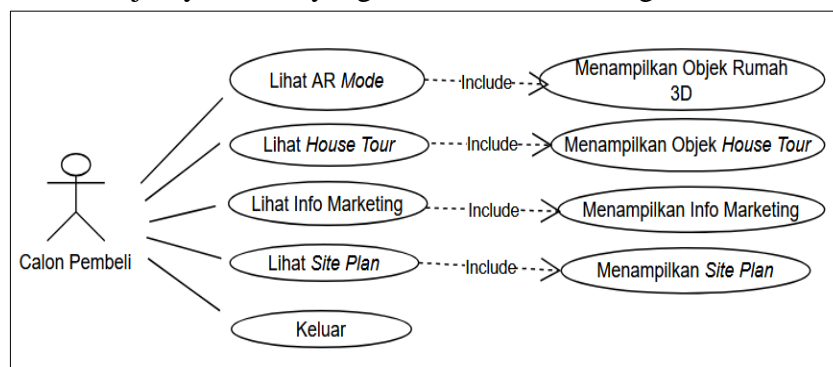 Lihat AR Mode
Include
Menampilkan Objek Rumah
3D
Lihat House Tour
Include
Menampilkan Objek House Tour
Lihat Info Marketing
Include
Menampilkan Info Marketing
Calon Pembeli
Lihat Site Plan
Include
Menampilkan Site Plan
Keluar